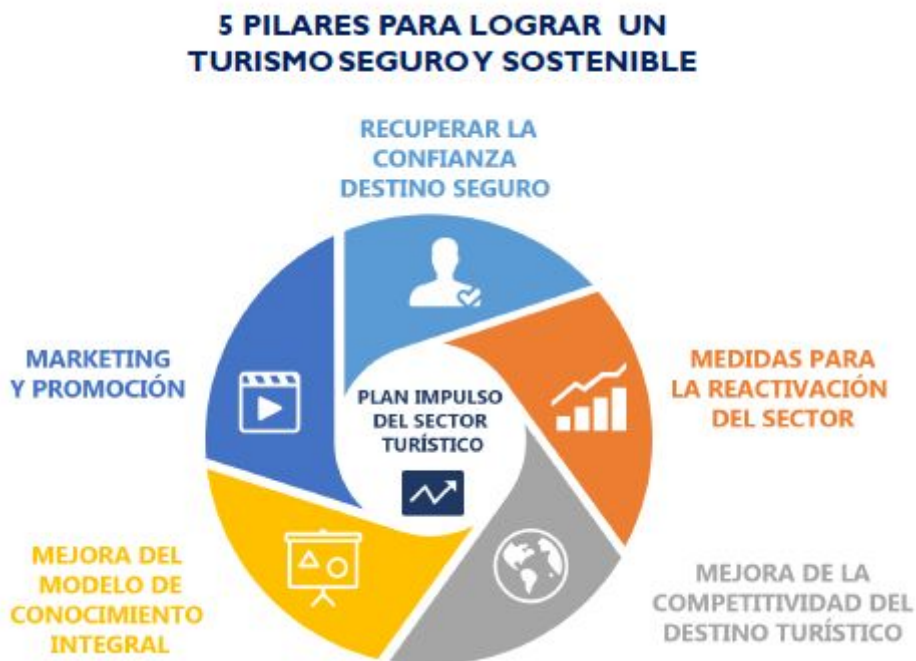 5 PILARES PARA LOGRAR UN
TURISMO SEGURO Y SOSTENIBLE
RECUPERAR LA
CONFIANZA
DESTINO SEGURO
MARKETING
Y PROMOCIÓN
PLAN IMPULSO
DEL SECTOR
TURÍSTICO
MEDIDAS PARA
LA REACTIVACIÓN
DEL SECTOR
MEJORA DEL
MODELO DE
CONOCIMIENTO
INTEGRAL
MEJORA DE LA
COMPETITIVIDAD DEL
DESTINO TURÍSTICO